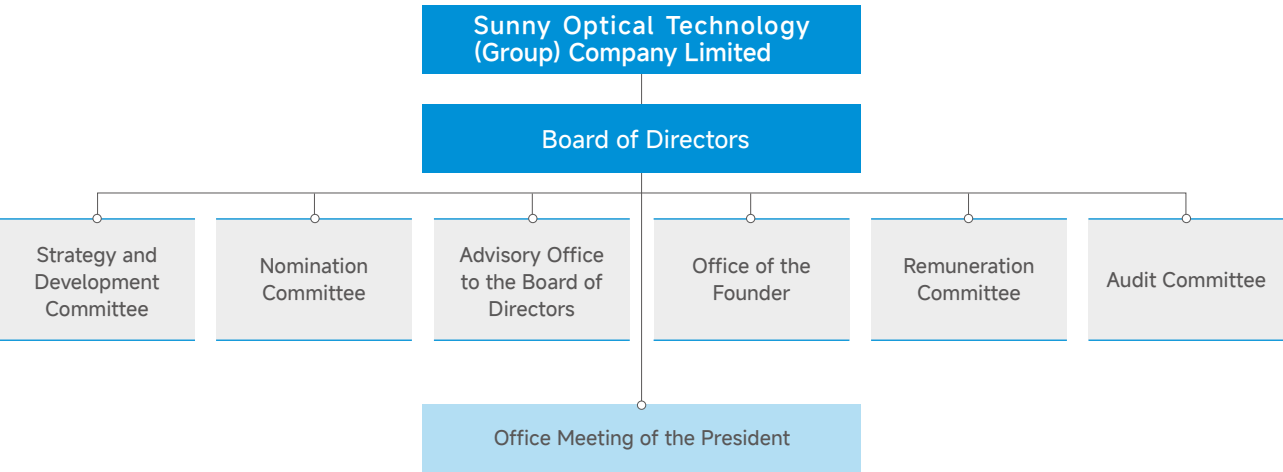 Sunny Optical Technology
(Group) Company Limited
Board of Directors
Strategy and
Development
Committee
Nomination
Committee
Advisory Office
to the Board of
Directors
Office of the
Founder
Remuneration
Committee
Audit Committee
Office Meeting of the President